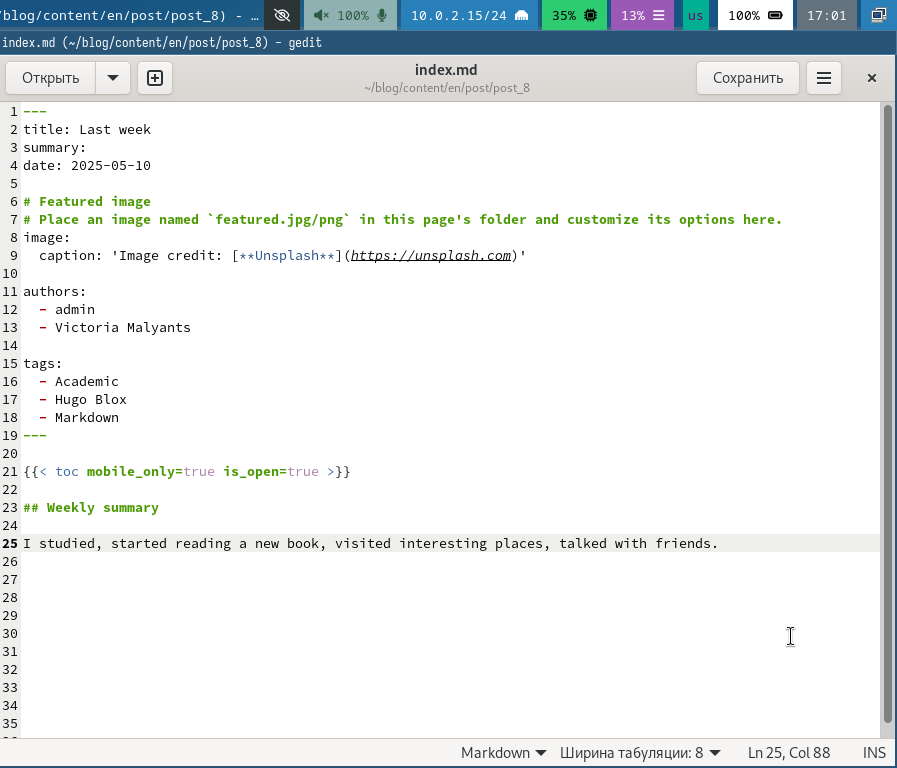 /blog/content/en/post/post_8) - … 100% 10.0.2.15/24 35% 13% us 100% 17:01
index.md (~/blog/content/en/post/post_8) - gedit
Открыть index.md Сохранить
~/blog/content/en/post/post_8
1 ---
2 title: Last week
3 summary:
4 date: 2025-05-10
5
6 # Featured image
7 # Place an image named `featured.jpg/png` in this page's folder and customize its options here.
8 image:
9   caption: 'Image credit: [**Unsplash**](https://unsplash.com)'
10
11 authors:
12   - admin
13   - Victoria Malyants
14
15 tags:
16   - Academic
17   - Hugo Blox
18   - Markdown
19 ---
20
21 {{< toc mobile_only=true is_open=true >}}
22
23 ## Weekly summary
24
25 I studied, started reading a new book, visited interesting places, talked with friends.
26
27
28
29
30
31
32
33
34
35
Markdown Ширина табуляции: 8 Ln 25, Col 88 INS